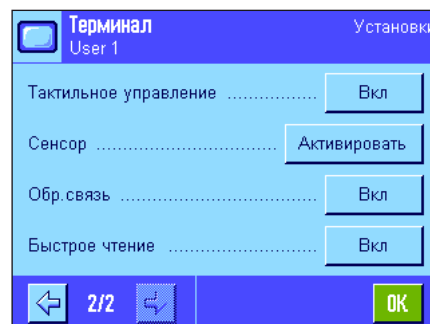 Терминал Установки
User 1
Тактильное управление .................. Вкл
Сенсор .................................... Активировать
Обр.связь ....................................... Вкл
Быстрое чтение ............................. Вкл
2/2 OK